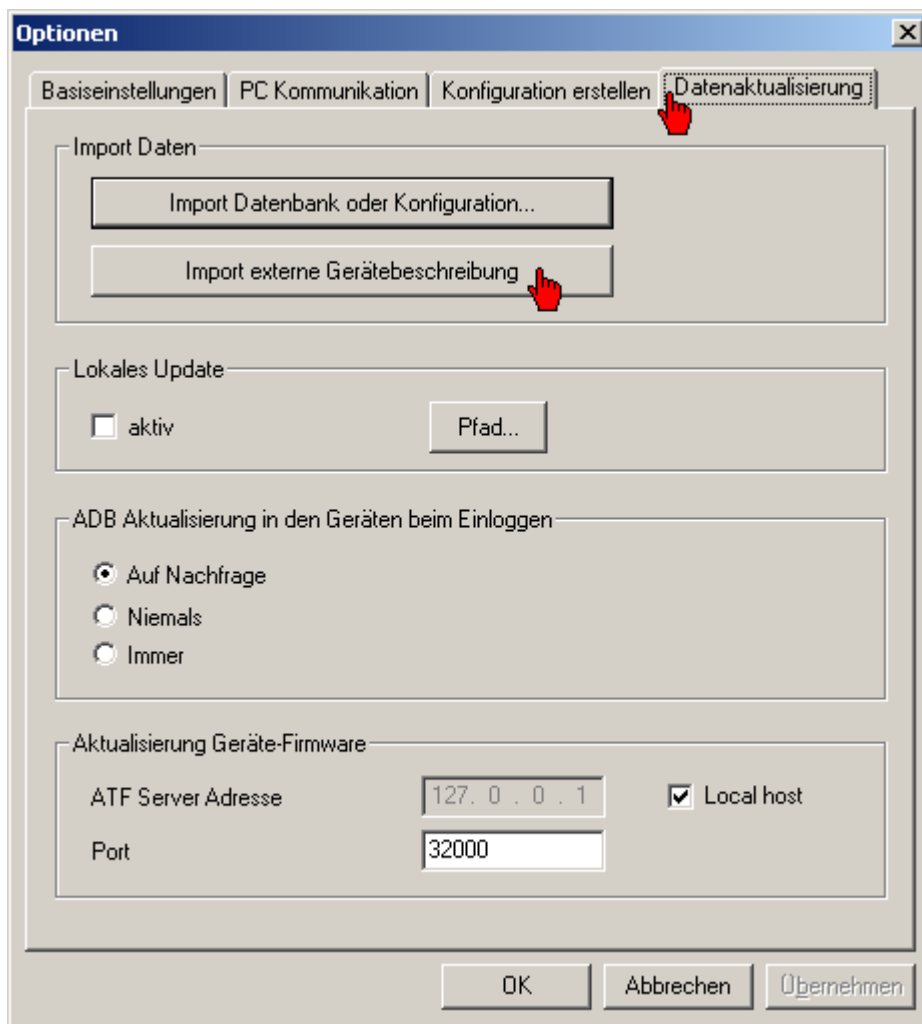 Optionen
Basiseinstellungen PC Kommunikation Konfiguration erstellen Datenaktualisierung
Import Daten
Import Datenbank oder Konfiguration...
Import externe Gerätebeschreibung
Lokales Update
aktiv Pfad...
ADB Aktualisierung in den Geräten beim Einloggen
Auf Nachfrage
Niemals
Immer
Aktualisierung Geräte-Firmware
ATF Server Adresse 127. 0 . 0 . 1 Local host
Port 32000
OK Abbrechen Übernehmen